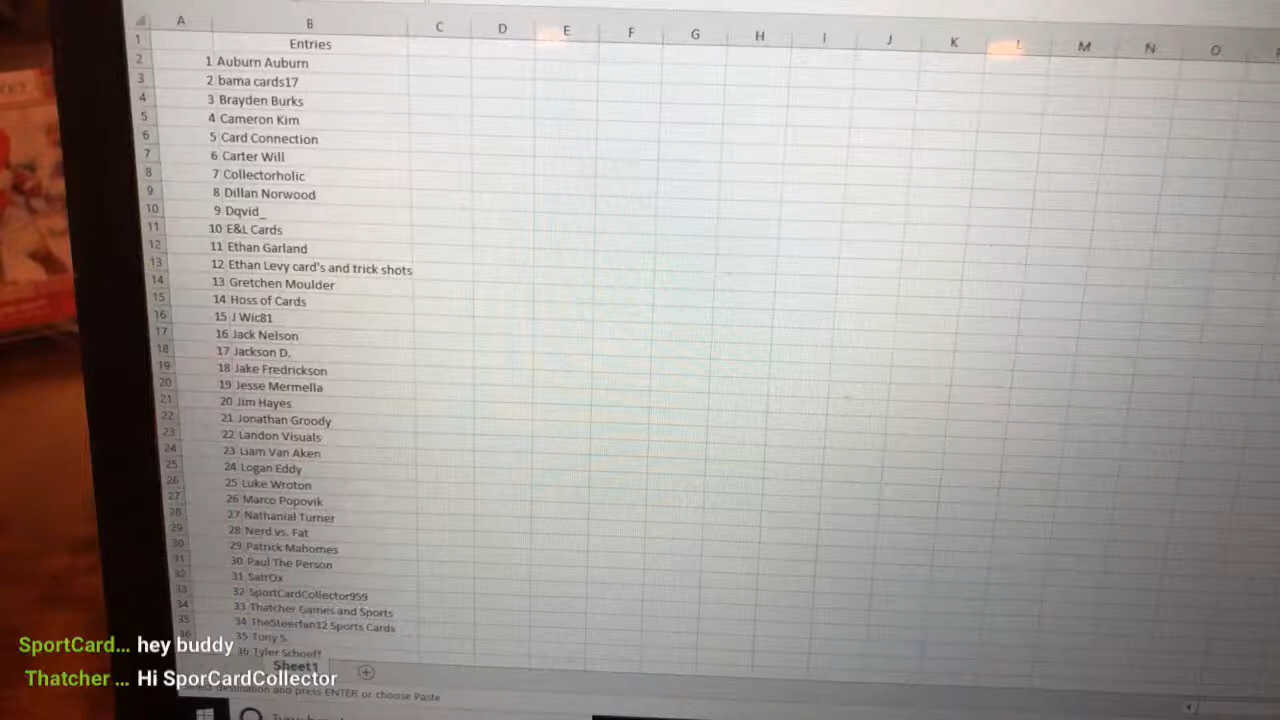 A B C D E F G H I J K L M N O
1 Entries
2 1 Auburn Auburn
3 2 bama cards17
4 3 Brayden Burks
5 4 Cameron Kim
6 5 Card Connection
7 6 Carter Will
8 7 Collectorholic
9 8 Dillan Norwood
10 9 Dqvid_
11 10 E&L Cards
12 11 Ethan Garland
13 12 Ethan Levy card's and trick shots
14 13 Gretchen Moulder
15 14 Hoss of Cards
16 15 J Wic81
17 16 Jack Nelson
18 17 Jackson D.
19 18 Jake Fredrickson
20 19 Jesse Mermella
21 20 Jim Hayes
22 21 Jonathan Groody
23 22 Landon Visuals
24 23 Liam Van Aken
25 24 Logan Eddy
26 25 Luke Wroton
27 26 Marco Popovik
28 27 Nathanial Turner
29 28 Nerd vs. Fat
30 29 Patrick Mahomes
31 30 Paul The Person
32 31 SatrOx
33 32 SportCardCollector959
34 33 Thatcher Games and Sports
35 34 TheSteerfan12 Sports Cards
36 35 Tony S.
36 Tyler Schoeff
SportCard... hey buddy
Sheet1
Thatcher ... Hi SporCardCollector
Select destination and press ENTER or choose Paste